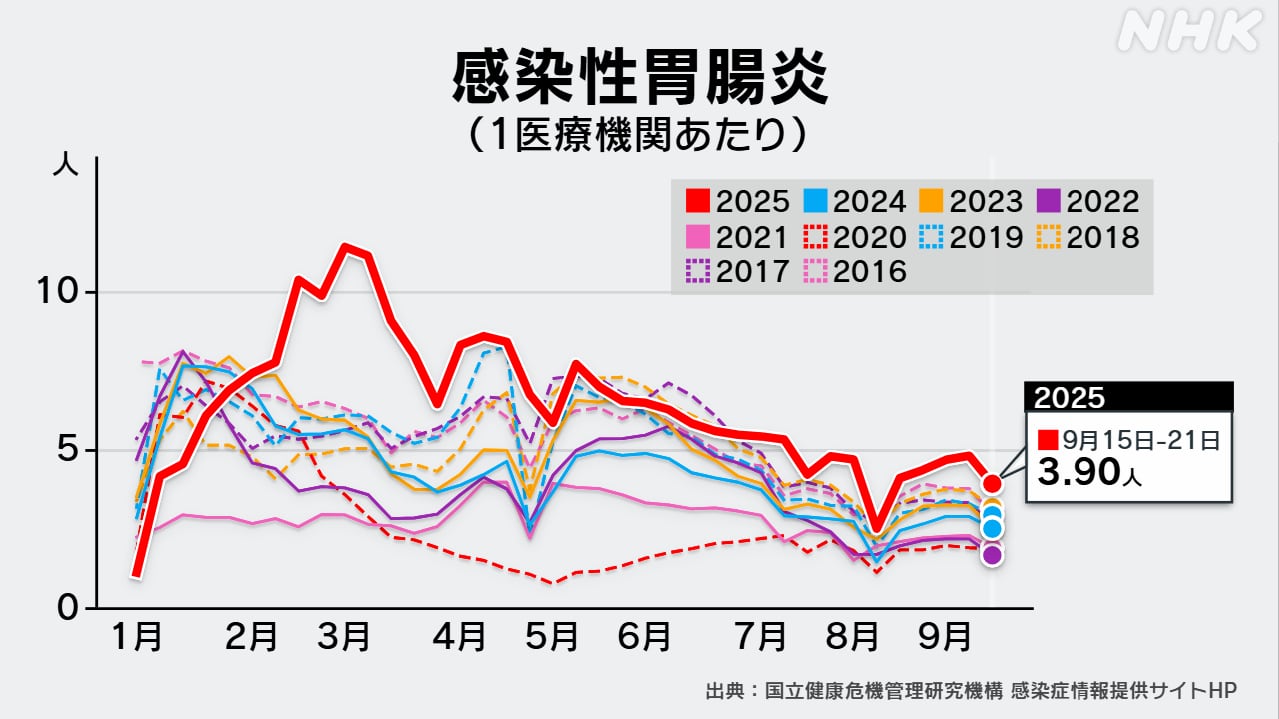 NHK
感染性胃腸炎
（1医療機関あたり）
人
2025 2024 2023 2022
2021 2020 2019 2018
2017 2016
10
5
0
2025
9月15日-21日
3.90人
1月 2月 3月 4月 5月 6月 7月 8月 9月
出典：国立健康危機管理研究機構 感染症情報提供サイトHP